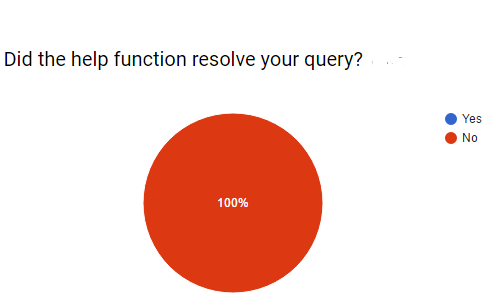 Did the help function resolve your query?
Yes
No
100%